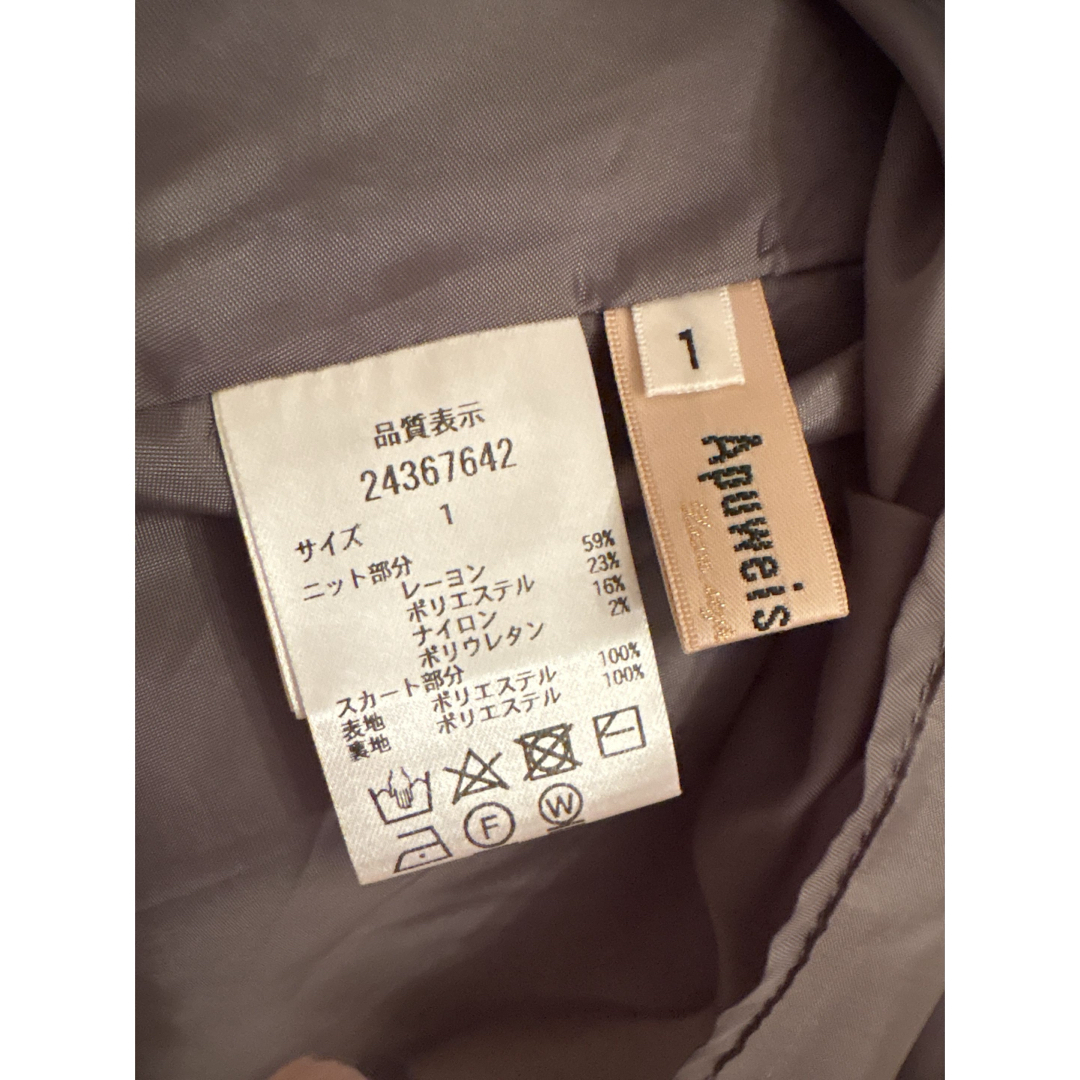 品質表示
24367642
サイズ 1
ニット部分
レーヨン 59%
ポリエステル 23%
ナイロン 16%
ポリウレタン 2%
スカート部分
表地 ポリエステル 100%
裏地 ポリエステル 100%
F
W
1
Apuweis